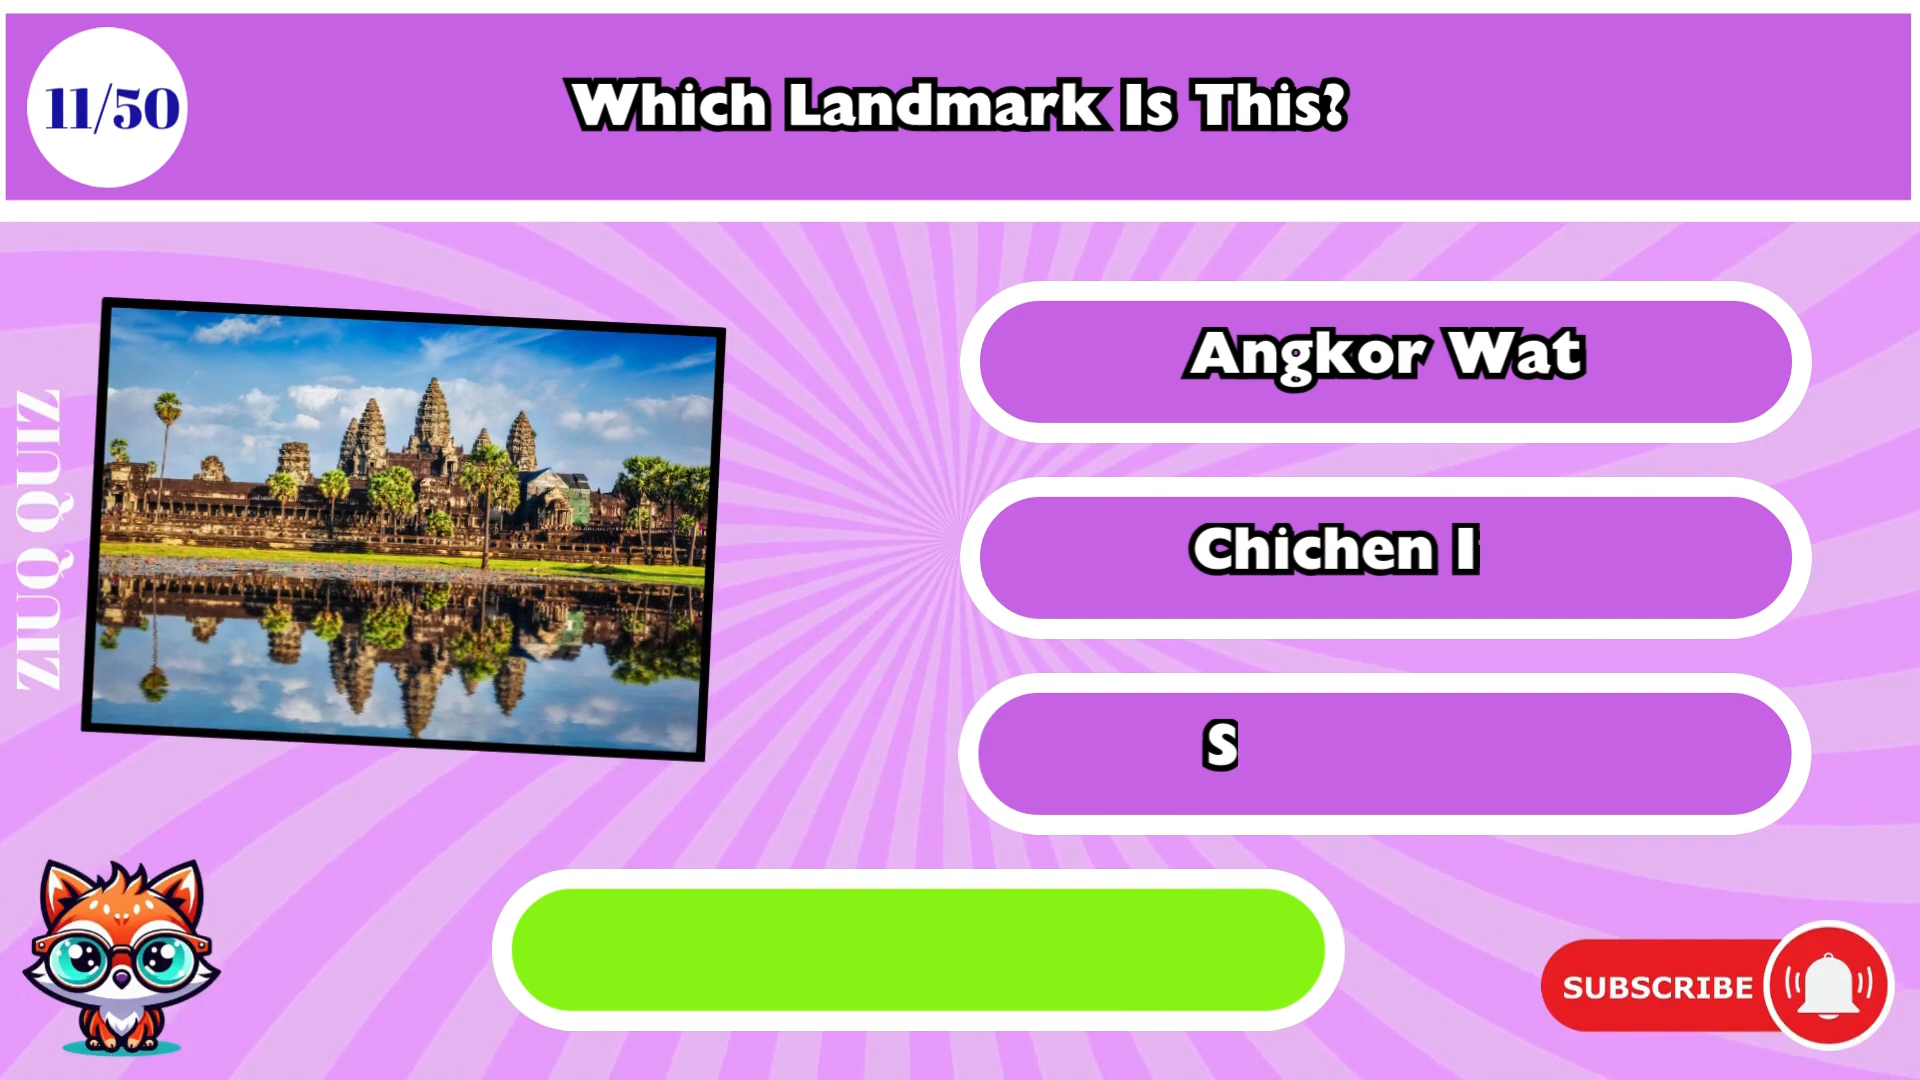 11/50
Which Landmark Is This?
ZIUQ QUIZ
Angkor Wat
Chichen I
S
SUBSCRIBE